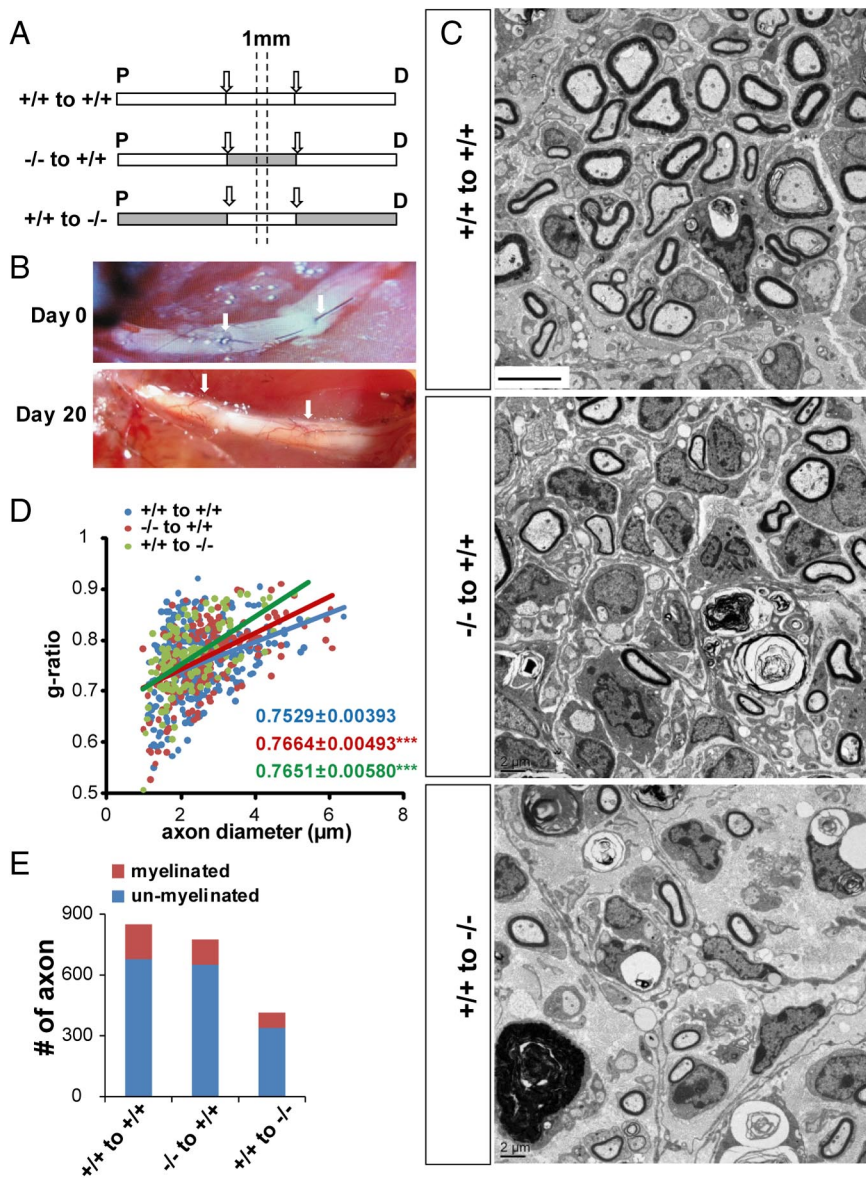 A
1mm
P D
+/+ to +/+
P D
-/- to +/+
P D
+/+ to -/-
B
Day 0
Day 20
C
+/+ to +/+
-/- to +/+
2 μm
+/+ to -/-
2 μm
D
+/+ to +/+
-/- to +/+
+/+ to -/-
1
0.9
0.8
0.7
0.6
0.5
g-ratio
0.7529±0.00393
0.7664±0.00493***
0.7651±0.00580***
0 2 4 6 8
axon diameter (μm)
E
myelinated
un-myelinated
900
600
300
0
# of axon
+/+ to +/+
-/- to +/+
+/+ to -/-